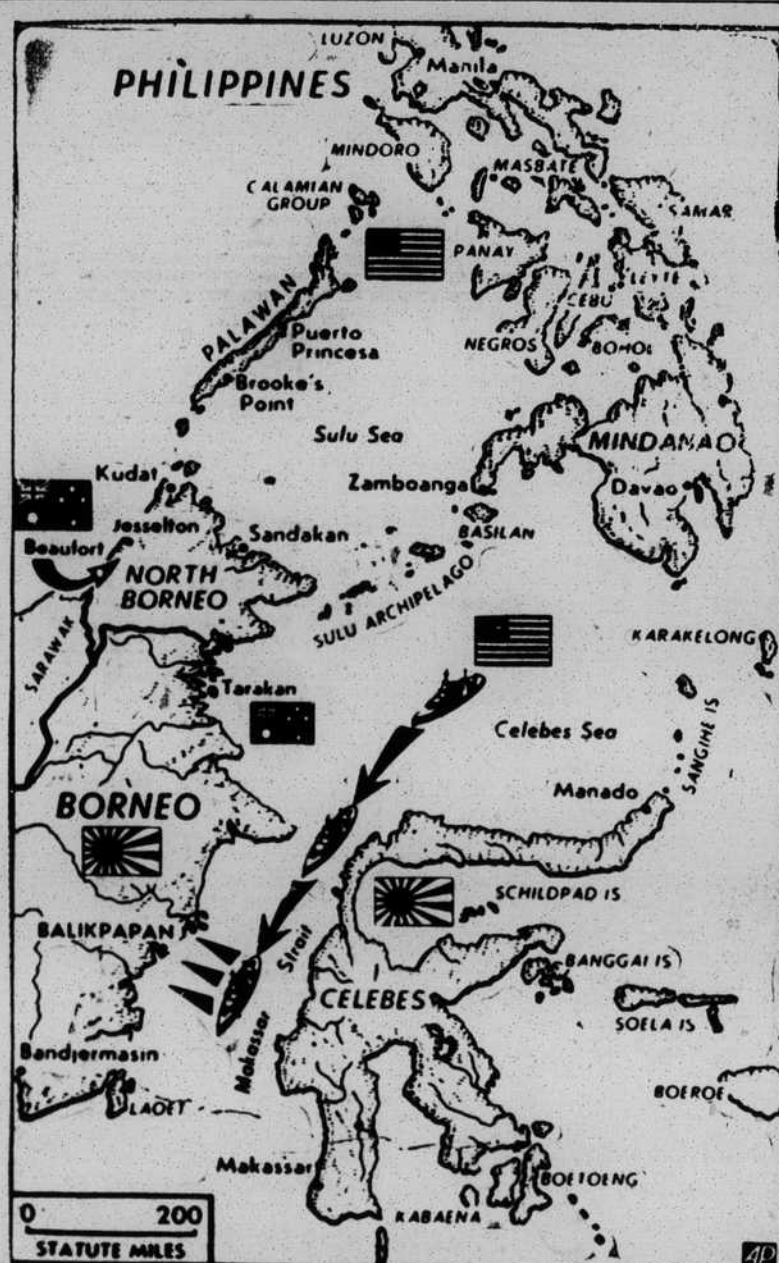 LUZON
Manila
PHILIPPINES
MINDORO
MASBATE
CALAMIAN
GROUP
SAMAR
PANAY
LEYTE
CEBU
PALAWAN
Puerto
Princesa
NEGROS
BOHOL
Brooke's
Point
Sulu Sea
MINDANAO
Kudat
Zamboanga
Davao
Jesselton
Sandakan
BASILAN
Beaufort
NORTH
BORNEO
SULU ARCHIPELAGO
SARAWAK
KARAKELONG
Tarakan
Celebes Sea
SANGIHE IS
Manado
BORNEO
SCHILDPAD IS
BALIKPAPAN
Makassar Strait
BANGGAI IS
CELEBES
SOELA IS
Bandjermasin
BOEROE
LAOET
Makassar
BOETOENG
KABAENA
0 200
STATUTE MILES
AP